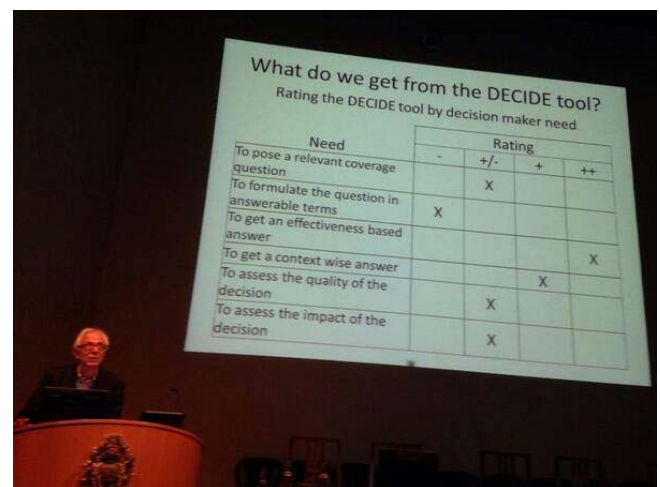 What do we get from the DECIDE tool?
Rating the DECIDE tool by decision maker need
Need
Rating
- +/- + ++
To pose a relevant coverage
question X
To formulate the question in
answerable terms X
To get an effectiveness based
answer X
To get a context wise answer X
To assess the quality of the
decision X
To assess the impact of the
decision X